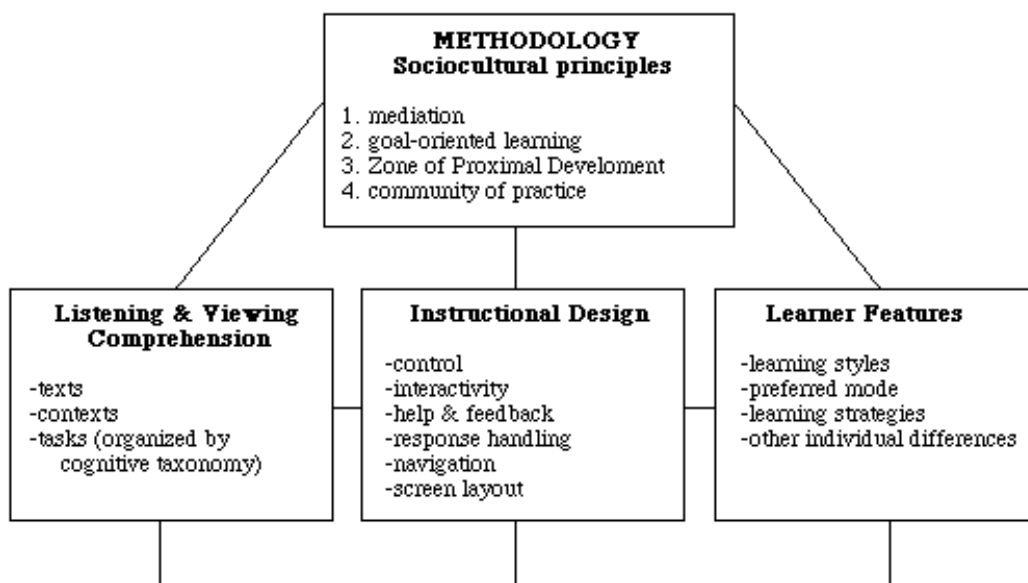 METHODOLOGY
Sociocultural principles
1. mediation
2. goal-oriented learning
3. Zone of Proximal Develoment
4. community of practice
Listening & Viewing
Comprehension
-texts
-contexts
-tasks (organized by
cognitive taxonomy)
Instructional Design
-control
-interactivity
-help & feedback
-response handling
-navigation
-screen layout
Learner Features
-learning styles
-preferred mode
-learning strategies
-other individual differences